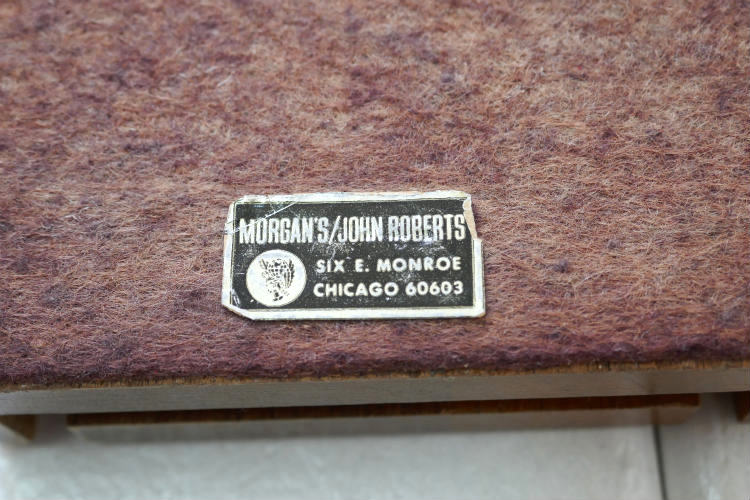 MORGAN'S/JOHN ROBERTS
SIX E. MONROE
CHICAGO 60603